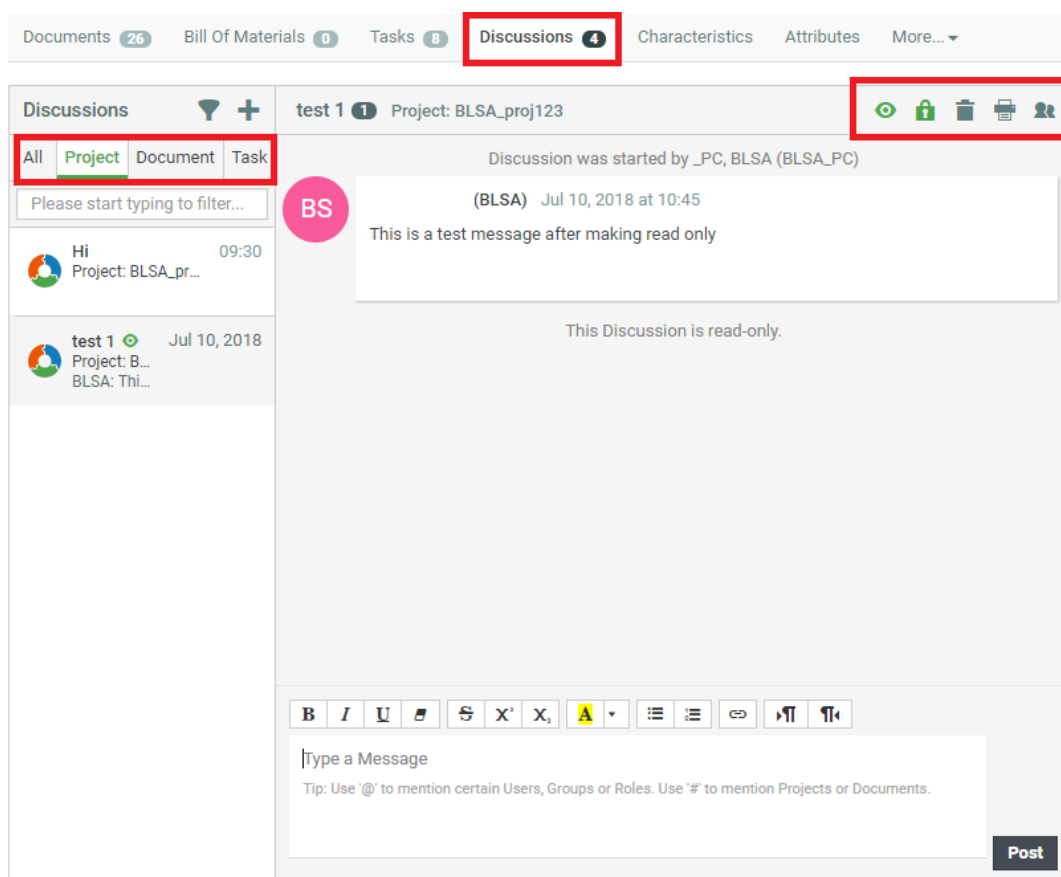 Documents 26 Bill Of Materials 0 Tasks 8 Discussions 4 Characteristics Attributes More...
Discussions
test 1 1 Project: BLSA_proj123
All Project Document Task
Please start typing to filter...
Hi 09:30
Project: BLSA_pr...
test 1 Jul 10, 2018
Project: B...
BLSA: Thi...
Discussion was started by _PC, BLSA (BLSA_PC)
BS
(BLSA) Jul 10, 2018 at 10:45
This is a test message after making read only
This Discussion is read-only.
B I U S X² X₂ A
Type a Message
Tip: Use '@' to mention certain Users, Groups or Roles. Use '#' to mention Projects or Documents.
Post